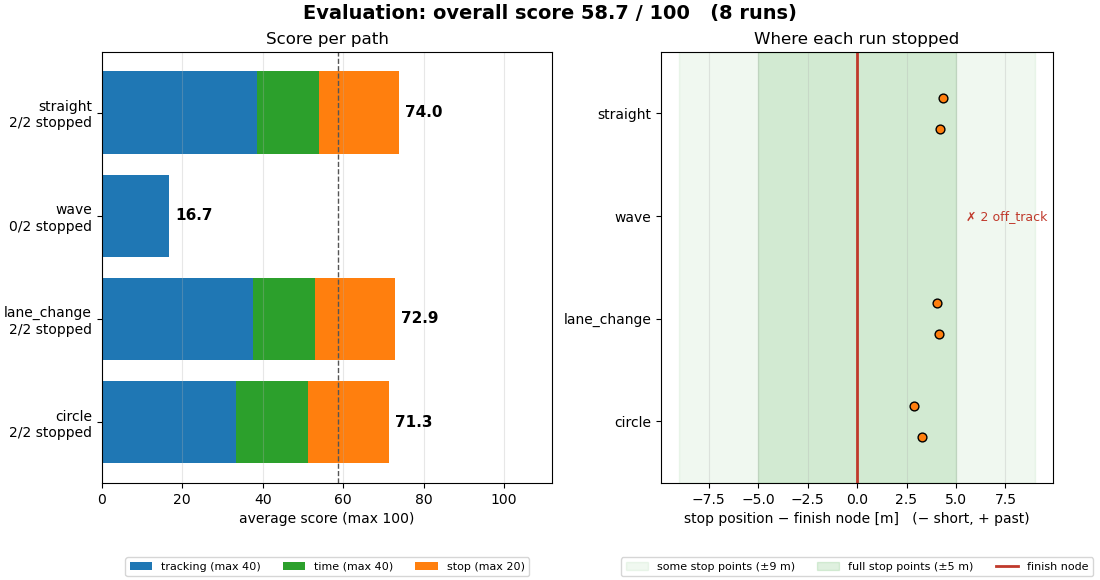 Evaluation: overall score 58.7 / 100   (8 runs)
Score per path
straight
2/2 stopped
74.0
wave
0/2 stopped
16.7
lane_change
2/2 stopped
72.9
circle
2/2 stopped
71.3
0 20 40 60 80 100
average score (max 100)
tracking (max 40) time (max 40) stop (max 20)
Where each run stopped
straight
wave
✗ 2 off_track
lane_change
circle
−7.5 −5.0 −2.5 0.0 2.5 5.0 7.5
stop position − finish node [m]   (− short, + past)
some stop points (±9 m) full stop points (±5 m) finish node